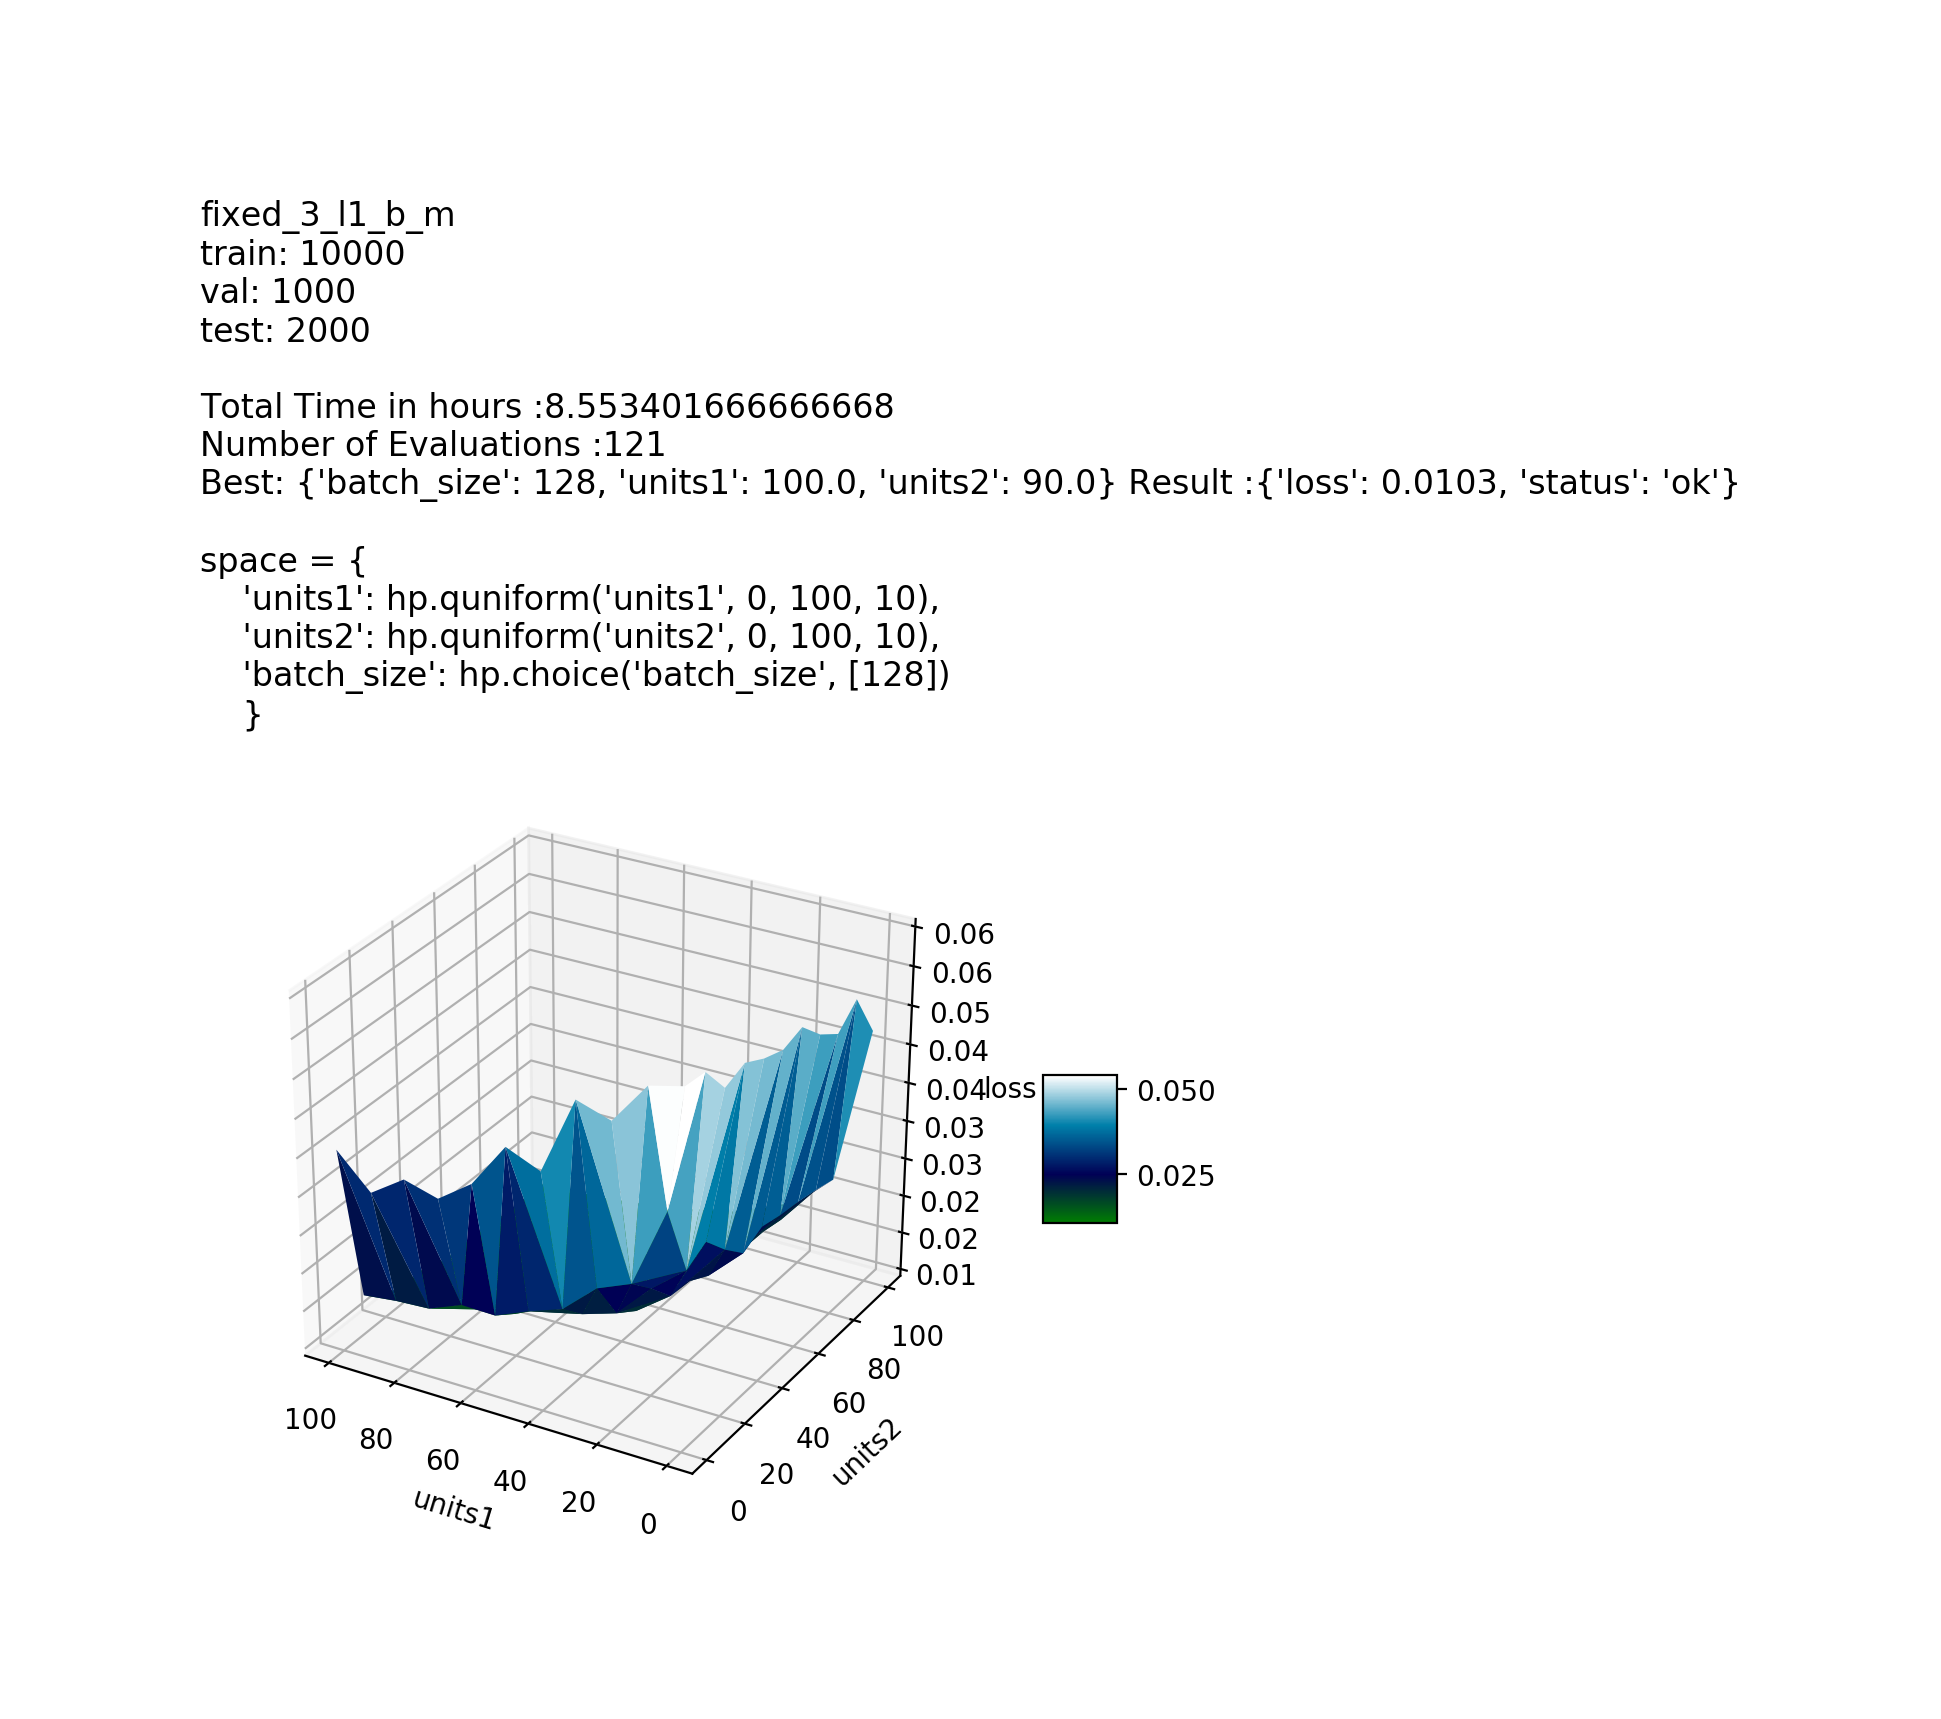 fixed_3_l1_b_m
train: 10000
val: 1000
test: 2000
Total Time in hours :8.553401666666668
Number of Evaluations :121
Best: {'batch_size': 128, 'units1': 100.0, 'units2': 90.0} Result :{'loss': 0.0103, 'status': 'ok'}
space = {
    'units1': hp.quniform('units1', 0, 100, 10),
    'units2': hp.quniform('units2', 0, 100, 10),
    'batch_size': hp.choice('batch_size', [128])
    }
0.06
0.06
0.05
0.04
0.04
0.03
0.03
0.02
0.02
0.01
loss
0.050
0.025
100
80
60
40
20
0
units1
100
80
60
40
20
0
units2